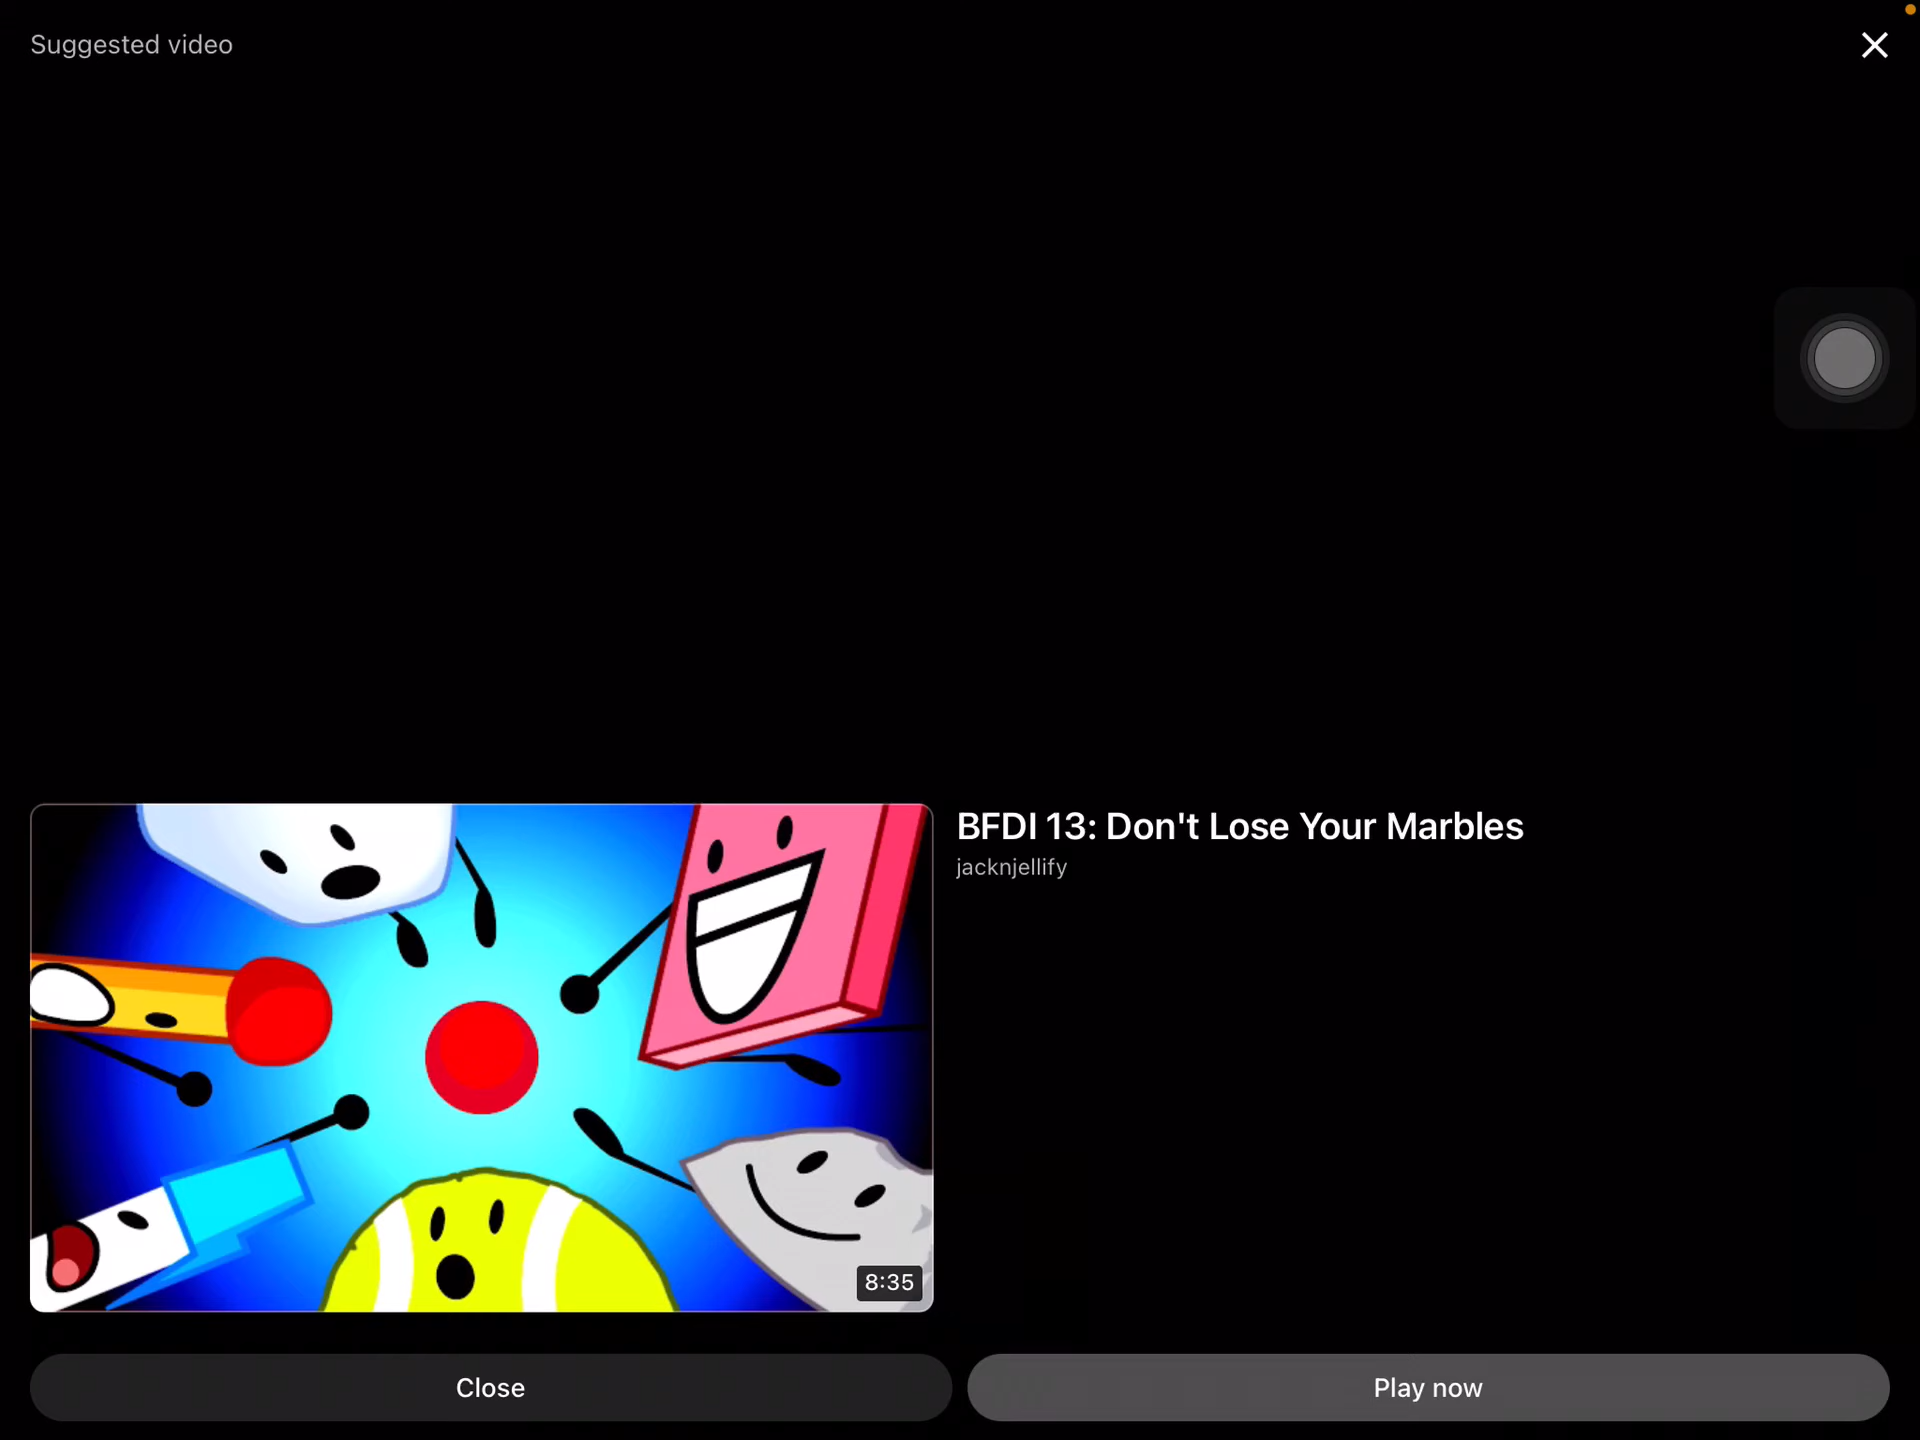 Suggested video
BFDI 13: Don't Lose Your Marbles
jacknjellify
8:35
Close
Play now